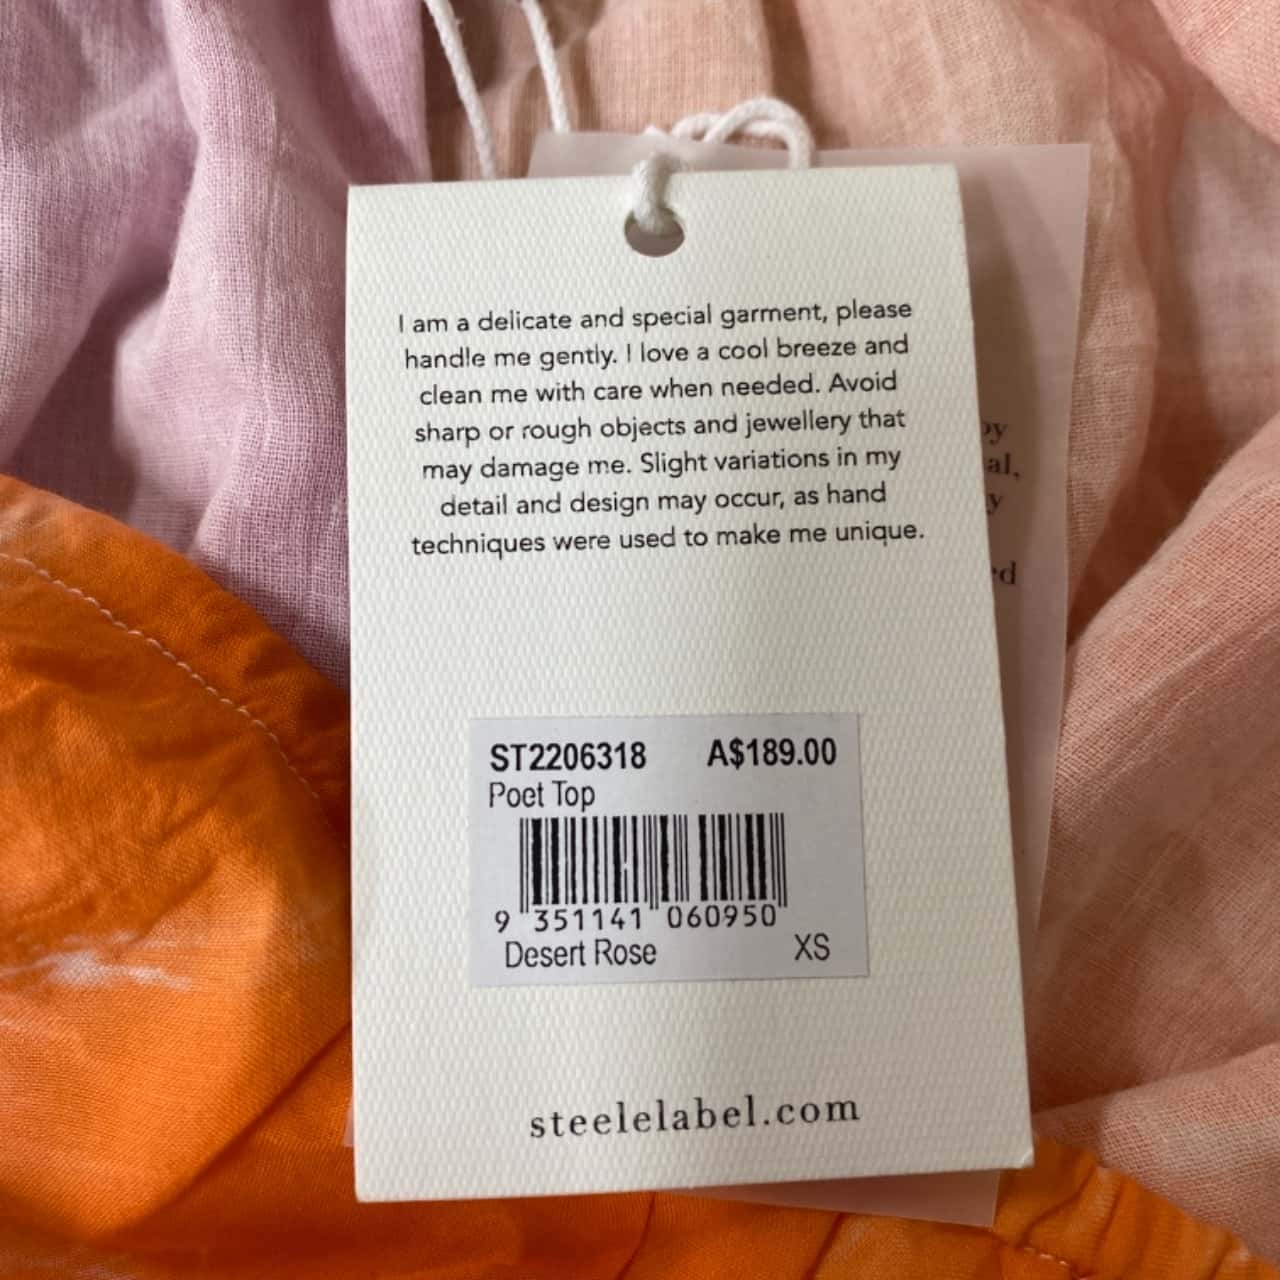 I am a delicate and special garment, please
handle me gently. I love a cool breeze and
clean me with care when needed. Avoid
sharp or rough objects and jewellery that
may damage me. Slight variations in my
detail and design may occur, as hand
techniques were used to make me unique.
ST2206318 A$189.00
Poet Top
9 351141 060950
Desert Rose XS
steelelabel.com